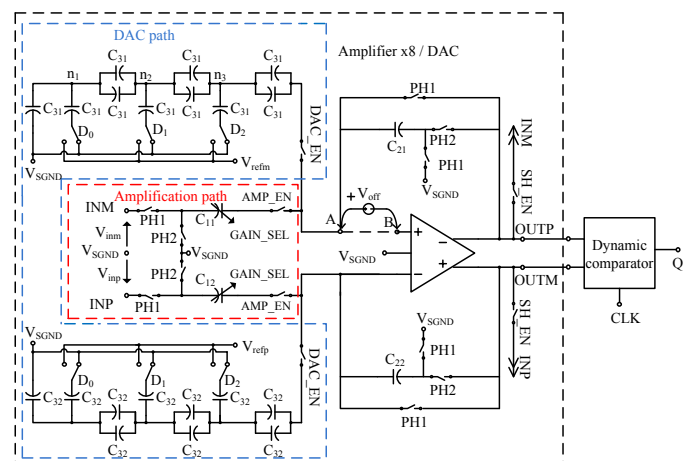 DAC path
Amplifier x8 / DAC
C31 C31 C31
n1 n2 n3
C31 C31 C31 C31 C31 C31 C31
D0 D1 D2
VSGND
Vrefm
DAC_EN
PH1
C21
PH2
PH1
VSGND
INM
SH_EN
Amplification path
INM
PH1
C11
AMP_EN
GAIN_SEL
Vinm
PH2
VSGND
VSGND
PH2
Vinp
C12
GAIN_SEL
INP
PH1
AMP_EN
+ Voff
A
B
+
VSGND
−
−
+
OUTP
OUTM
Dynamic
comparator
Q
CLK
VSGND
Vrefp
D0 D1 D2
C32 C32 C32 C32 C32 C32 C32
C32 C32 C32
DAC_EN
VSGND
PH1
C22
PH2
PH1
SH_EN
INP